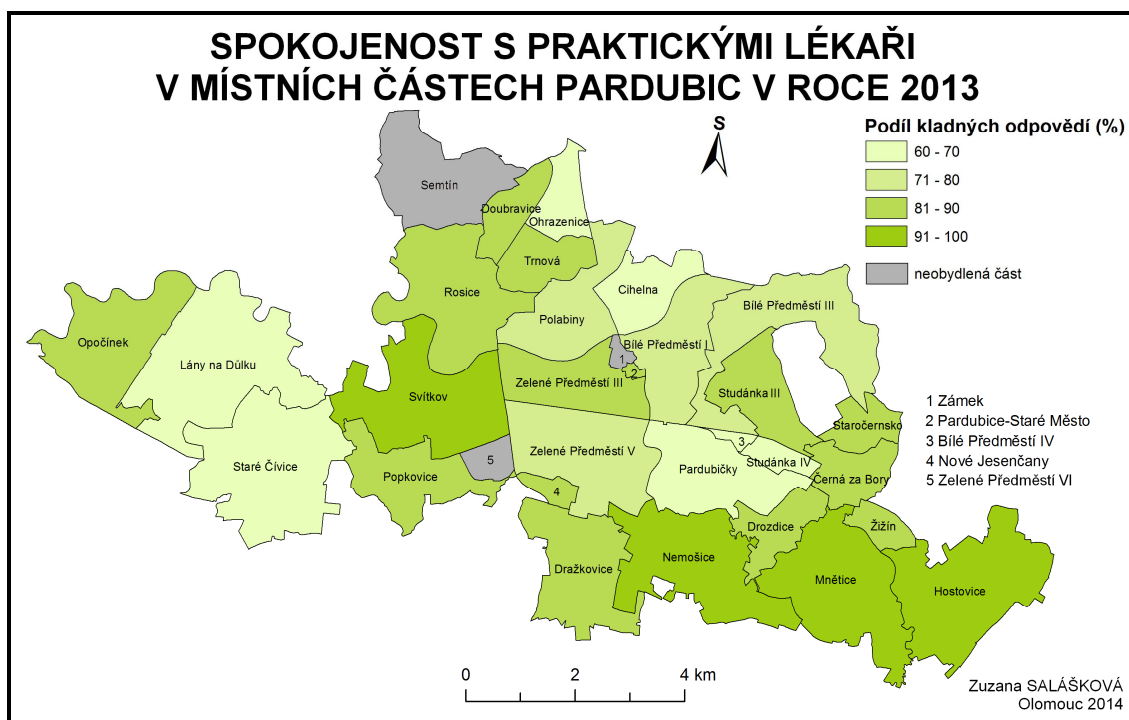 SPOKOJENOST S PRAKTICKÝMI LÉKAŘI
V MÍSTNÍCH ČÁSTECH PARDUBIC V ROCE 2013
S
Podíl kladných odpovědí (%)
60 - 70
71 - 80
81 - 90
91 - 100
neobydlená část
Semtín
Doubravice
Ohrazenice
Trnová
Rosice
Cihelna
Bílé Předměstí III
Polabiny
Opočínek
Lány na Důlku
Bílé Předměstí I
1
2
Zelené Předměstí III
Svítkov
Studánka III
Staročernsko
3
Staré Čívice
5
Zelené Předměstí V
Pardubičky
Studánka IV
Popkovice
4
Černá za Bory
Drozdice
Žižín
Dražkovice
Nemošice
Mnětice
Hostovice
1 Zámek
2 Pardubice-Staré Město
3 Bílé Předměstí IV
4 Nové Jesenčany
5 Zelené Předměstí VI
0 2 4 km
Zuzana SALÁŠKOVÁ
Olomouc 2014